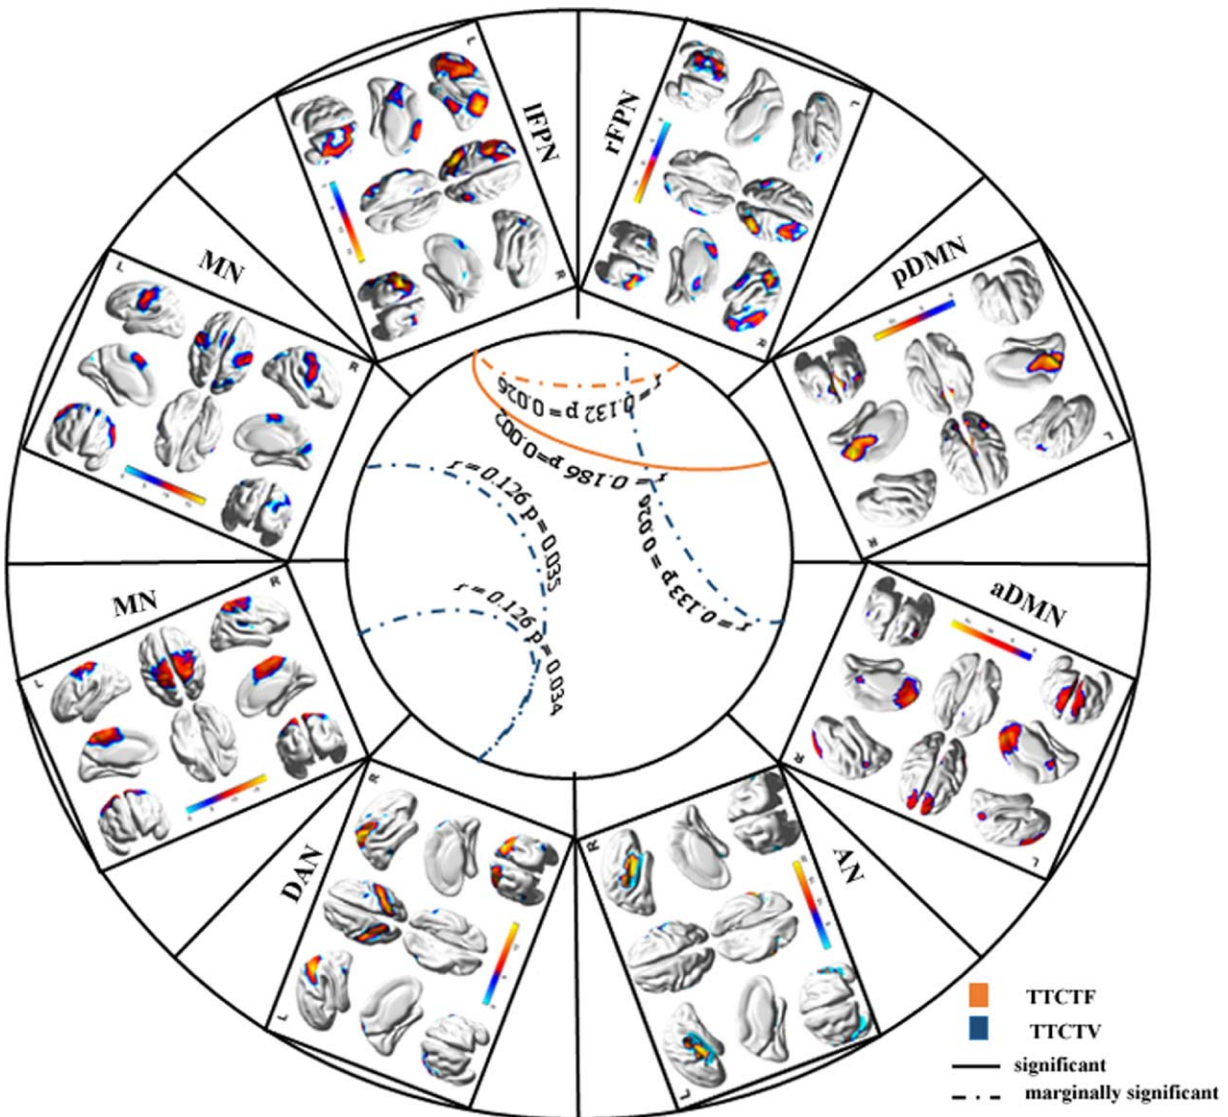 lFPN
rFPN
L
L
R
R
MN
pDMN
L
R
L
R
MN
aDMN
R
L
R
L
DAN
AN
R
L
R
L
r = 0.132 p = 0.026
r = 0.186 p=0.002
r = 0.126 p = 0.035
r = 0.133 p = 0.026
r = 0.126 p = 0.034
TTCTF
TTCTV
significant
marginally significant